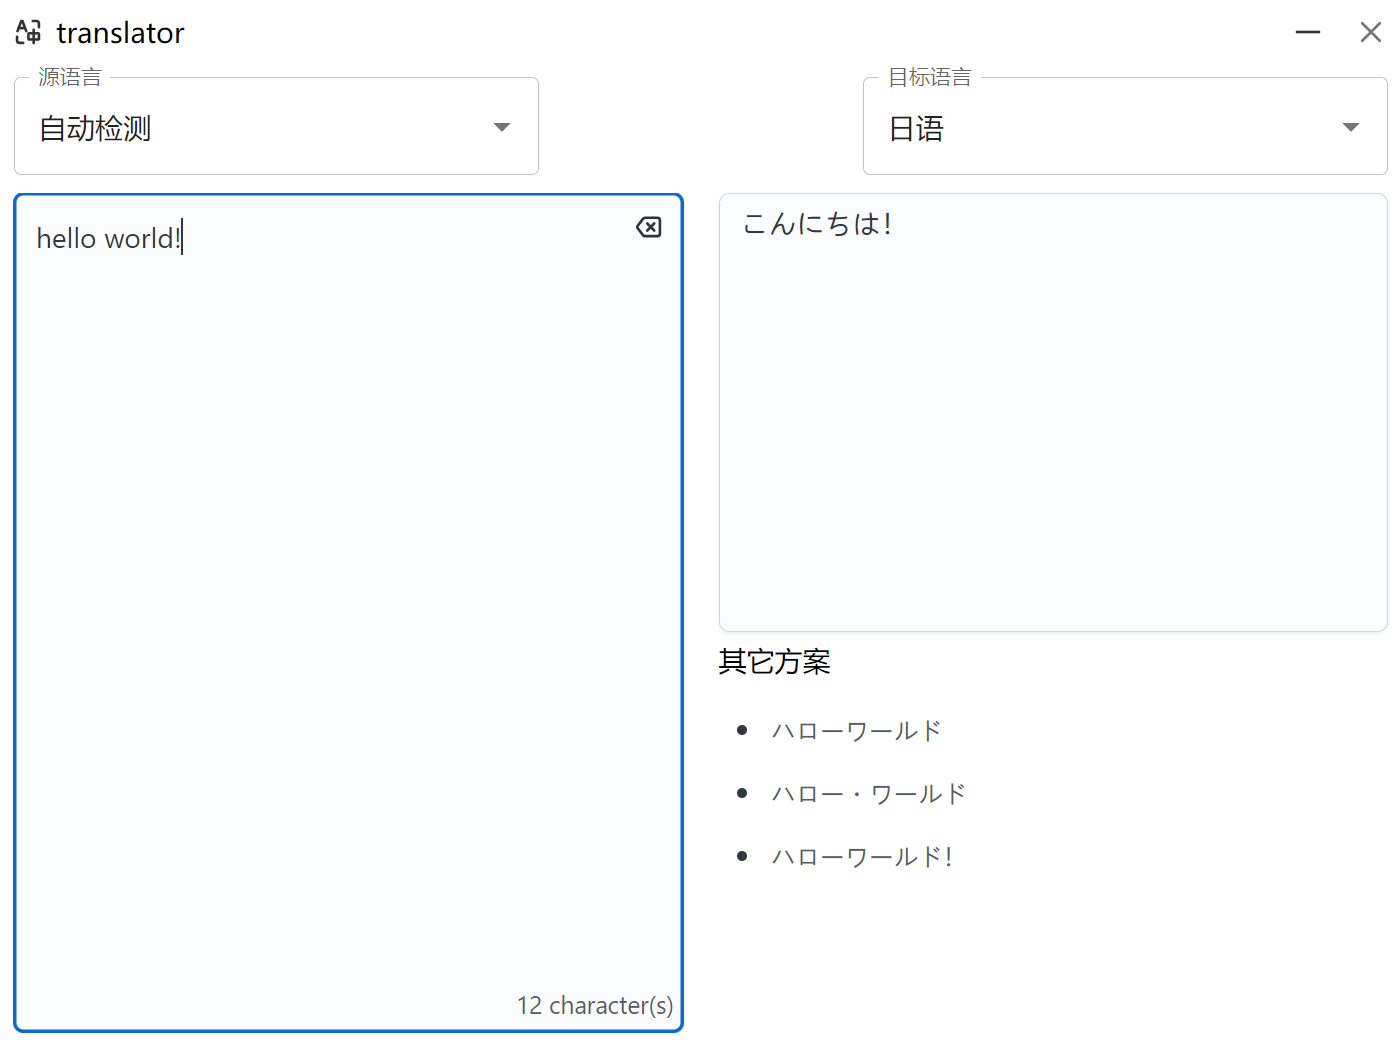 translator
源语言
自动检测
目标语言
日语
hello world!
12 character(s)
こんにちは！
其它方案
ハローワールド
ハロー・ワールド
ハローワールド！